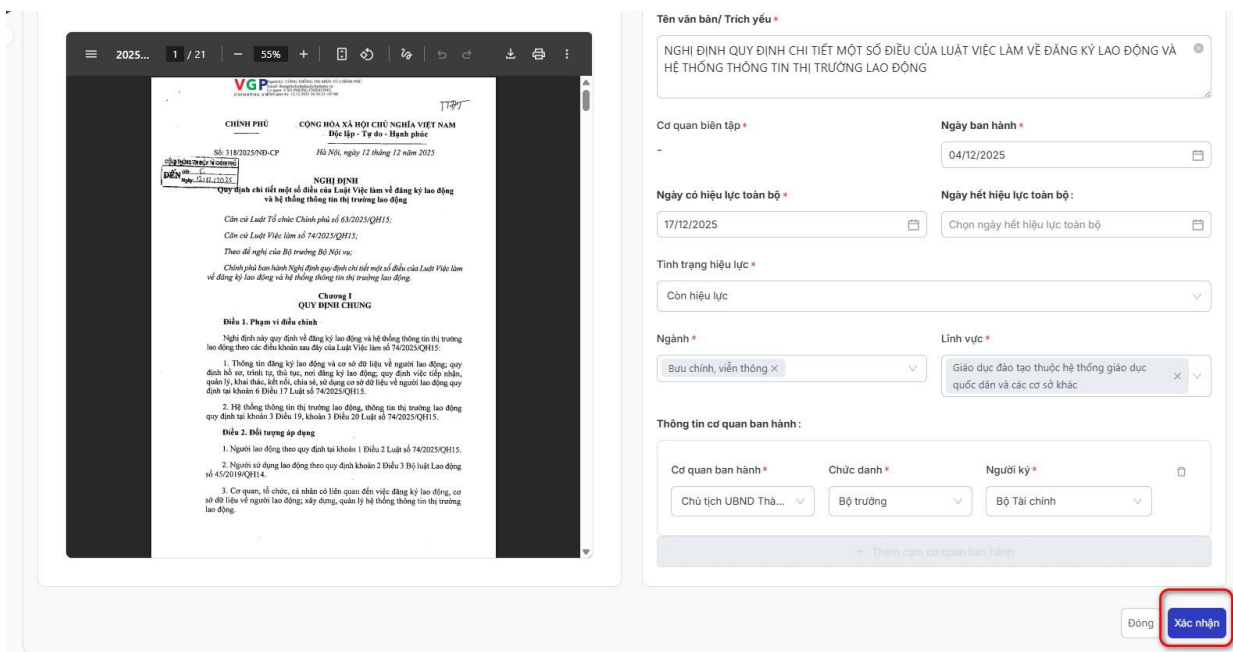 2025...
1 / 21
55%
VGP
TTĐT
CHÍNH PHỦ
CỘNG HÒA XÃ HỘI CHỦ NGHĨA VIỆT NAM
Độc lập - Tự do - Hạnh phúc
Số: 318/2025/NĐ-CP
Hà Nội, ngày 12 tháng 12 năm 2025
CỔNG THÔNG TIN ĐIỆN TỬ CHÍNH PHỦ
ĐẾN
Giờ: C
Ngày: 12/12/2025
NGHỊ ĐỊNH
Quy định chi tiết một số điều của Luật Việc làm về đăng ký lao động
và hệ thống thông tin thị trường lao động
Căn cứ Luật Tổ chức Chính phủ số 63/2025/QH15;
Căn cứ Luật Việc làm số 74/2025/QH15;
Theo đề nghị của Bộ trưởng Bộ Nội vụ;
Chính phủ ban hành Nghị định quy định chi tiết một số điều của Luật Việc làm
về đăng ký lao động và hệ thống thông tin thị trường lao động.
Chương I
QUY ĐỊNH CHUNG
Điều 1. Phạm vi điều chỉnh
Nghị định này quy định về đăng ký lao động và hệ thống thông tin thị trường
lao động theo các điều khoản sau đây của Luật Việc làm số 74/2025/QH15:
1. Thông tin đăng ký lao động và cơ sở dữ liệu về người lao động; quy
định hồ sơ, trình tự, thủ tục, nơi đăng ký lao động; quy định việc tiếp nhận,
quản lý, khai thác, kết nối, chia sẻ, sử dụng cơ sở dữ liệu về người lao động quy
định tại khoản 6 Điều 17 Luật số 74/2025/QH15.
2. Hệ thống thông tin thị trường lao động, thông tin thị trường lao động
quy định tại khoản 3 Điều 19, khoản 3 Điều 20 Luật số 74/2025/QH15.
Điều 2. Đối tượng áp dụng
1. Người lao động theo quy định tại khoản 1 Điều 2 Luật số 74/2025/QH15.
2. Người sử dụng lao động theo quy định khoản 2 Điều 3 Bộ luật Lao động
số 45/2019/QH14.
3. Cơ quan, tổ chức, cá nhân có liên quan đến việc đăng ký lao động, cơ
sở dữ liệu về người lao động; xây dựng, quản lý hệ thống thông tin thị trường
lao động.
Tên văn bản/ Trích yếu *
NGHỊ ĐỊNH QUY ĐỊNH CHI TIẾT MỘT SỐ ĐIỀU CỦA LUẬT VIỆC LÀM VỀ ĐĂNG KÝ LAO ĐỘNG VÀ
HỆ THỐNG THÔNG TIN THỊ TRƯỜNG LAO ĐỘNG
Cơ quan biên tập *
Ngày ban hành *
-
04/12/2025
Ngày có hiệu lực toàn bộ *
Ngày hết hiệu lực toàn bộ :
17/12/2025
Chọn ngày hết hiệu lực toàn bộ
Tình trạng hiệu lực *
Còn hiệu lực
Ngành *
Lĩnh vực *
Bưu chính, viễn thông ×
Giáo dục đào tạo thuộc hệ thống giáo dục
quốc dân và các cơ sở khác ×
Thông tin cơ quan ban hành :
Cơ quan ban hành *
Chức danh *
Người ký *
Chủ tịch UBND Thà...
Bộ trưởng
Bộ Tài chính
+ Thêm cụm cơ quan ban hành
Đóng
Xác nhận